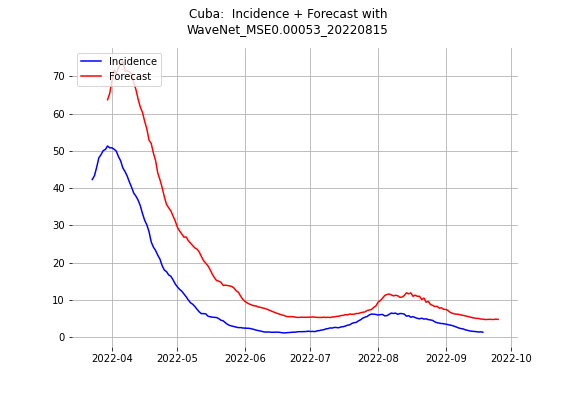 Cuba:  Incidence + Forecast with
WaveNet_MSE0.00053_20220815
Incidence
Forecast
70
60
50
40
30
20
10
0
2022-04 2022-05 2022-06 2022-07 2022-08 2022-09 2022-10